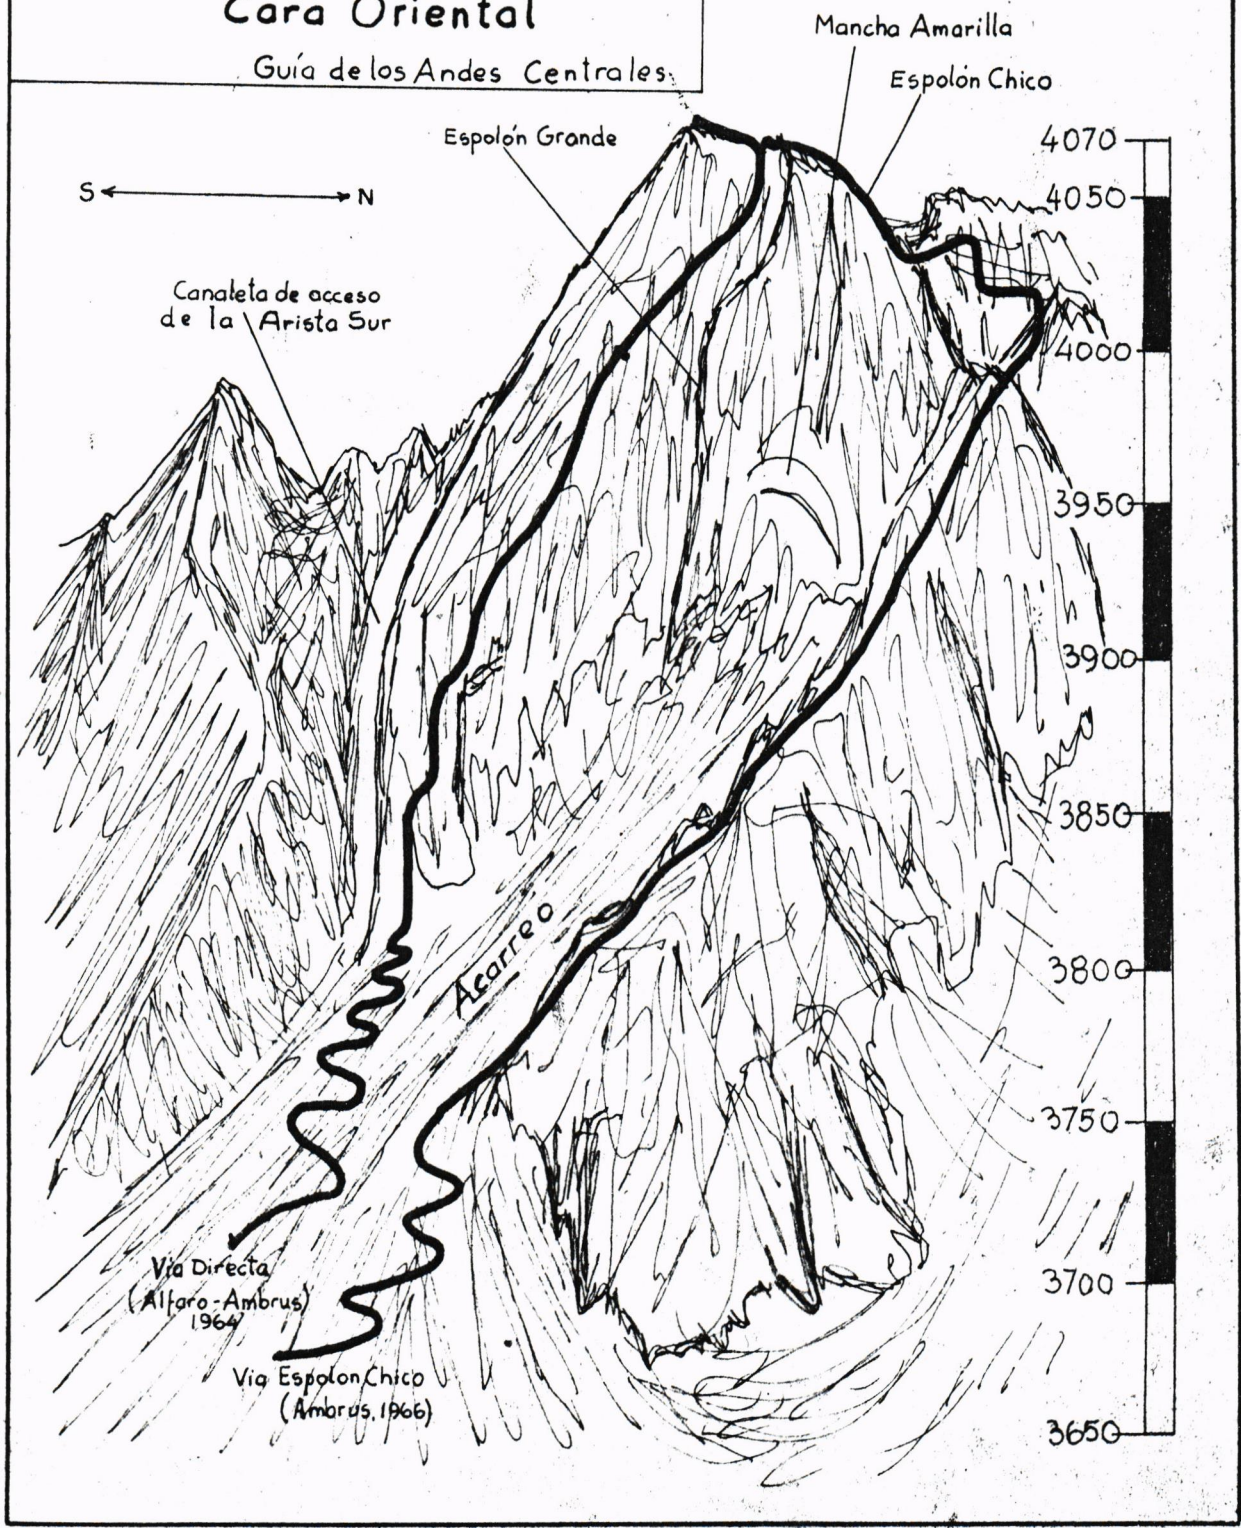 Cara Oriental
Guía de los Andes Centrales
Mancha Amarilla
Espolón Chico
Espolón Grande
S N
Canaleta de acceso
de la Arista Sur
4070
4050
4000
3950
3900
3850
3800
3750
3700
3650
Acarreo
Vía Directa
(Alfaro-Ambrus)
1964
Via Espolon Chico
(Ambrus, 1966)